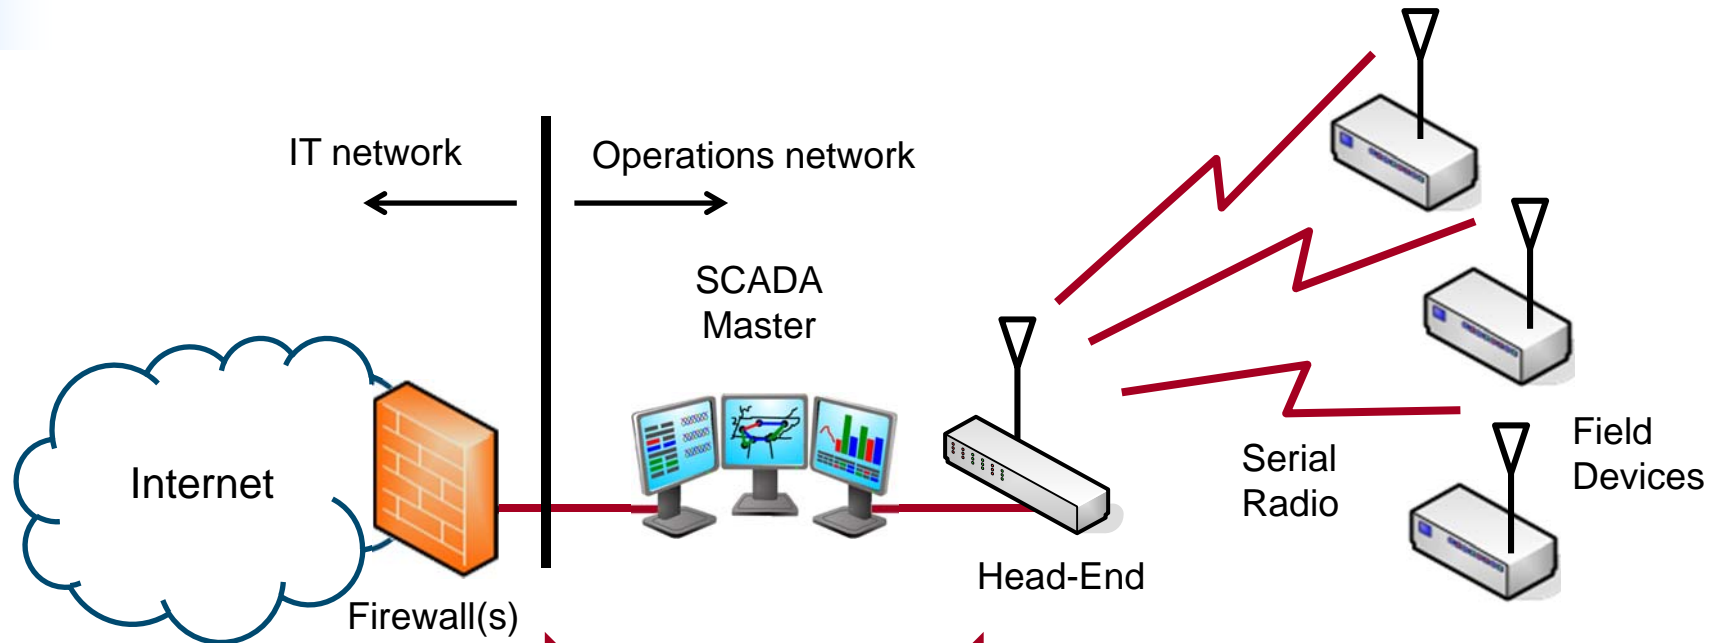 IT network
Operations network
SCADA
Master
Internet
Firewall(s)
Head-End
Serial
Radio
Field
Devices